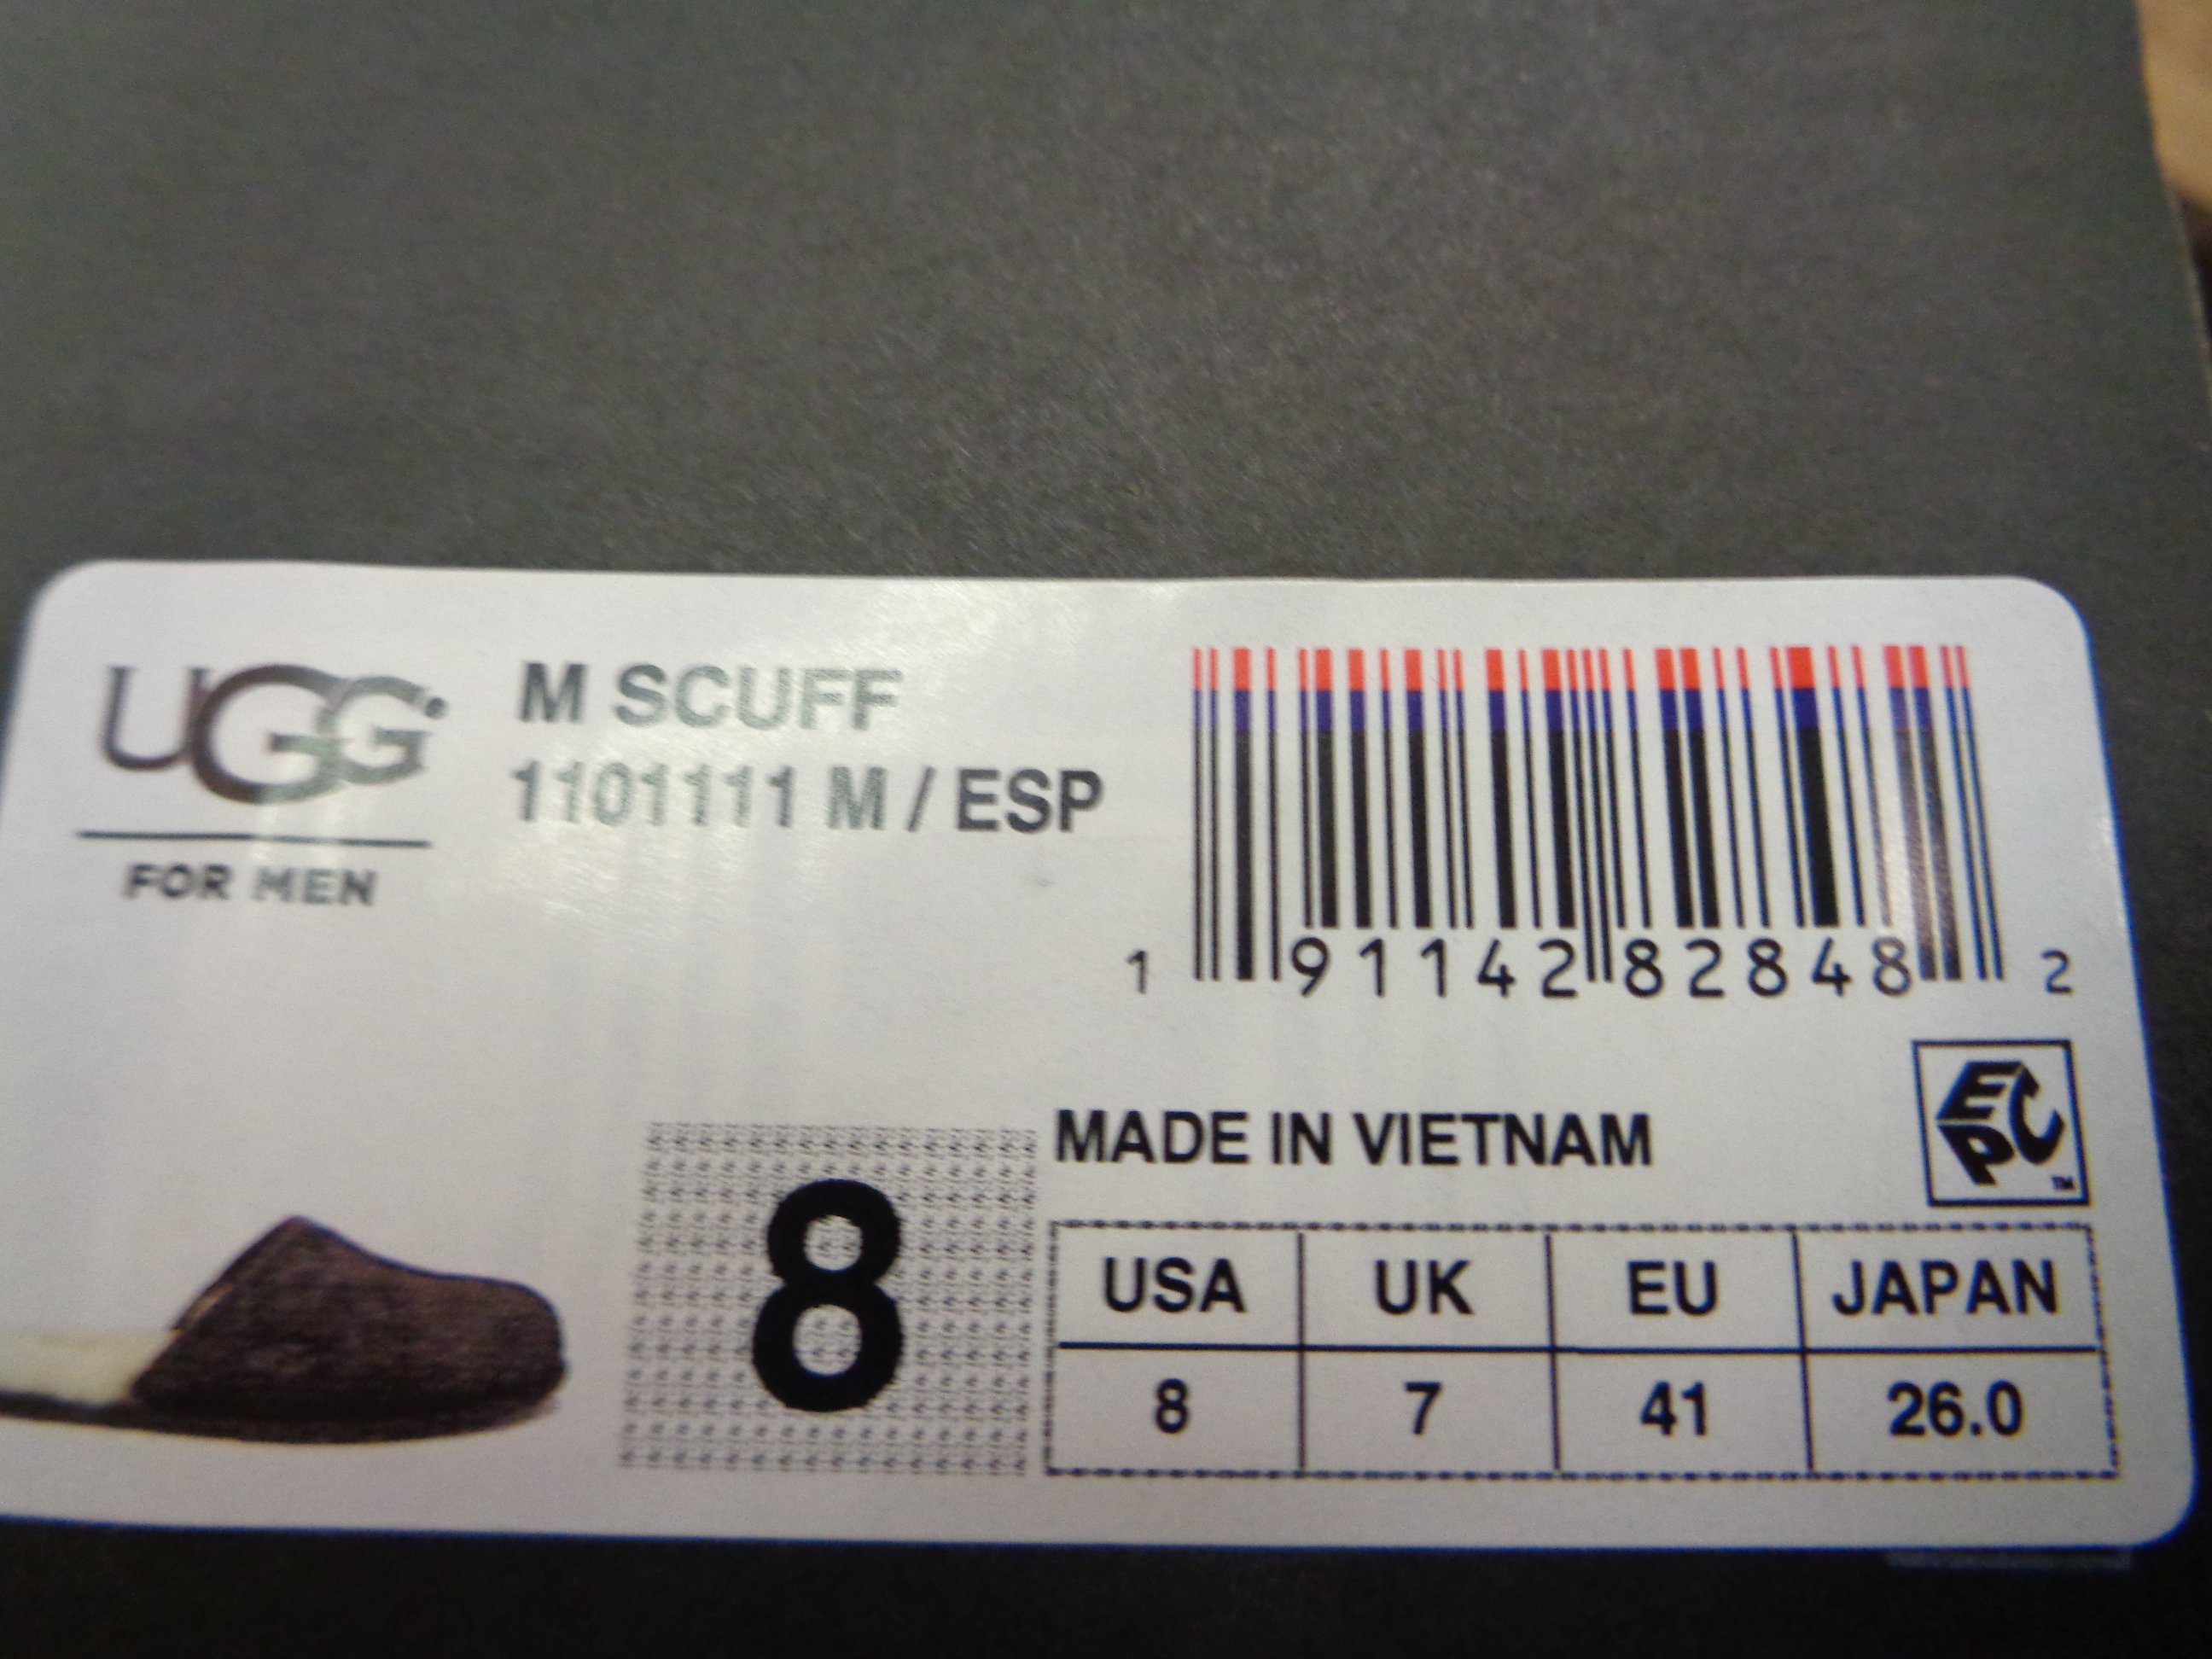 UGG
FOR MEN
M SCUFF
1101111 M / ESP
1 91142 82848 2
MADE IN VIETNAM
EPC ™
8
USA UK EU JAPAN
8 7 41 26.0